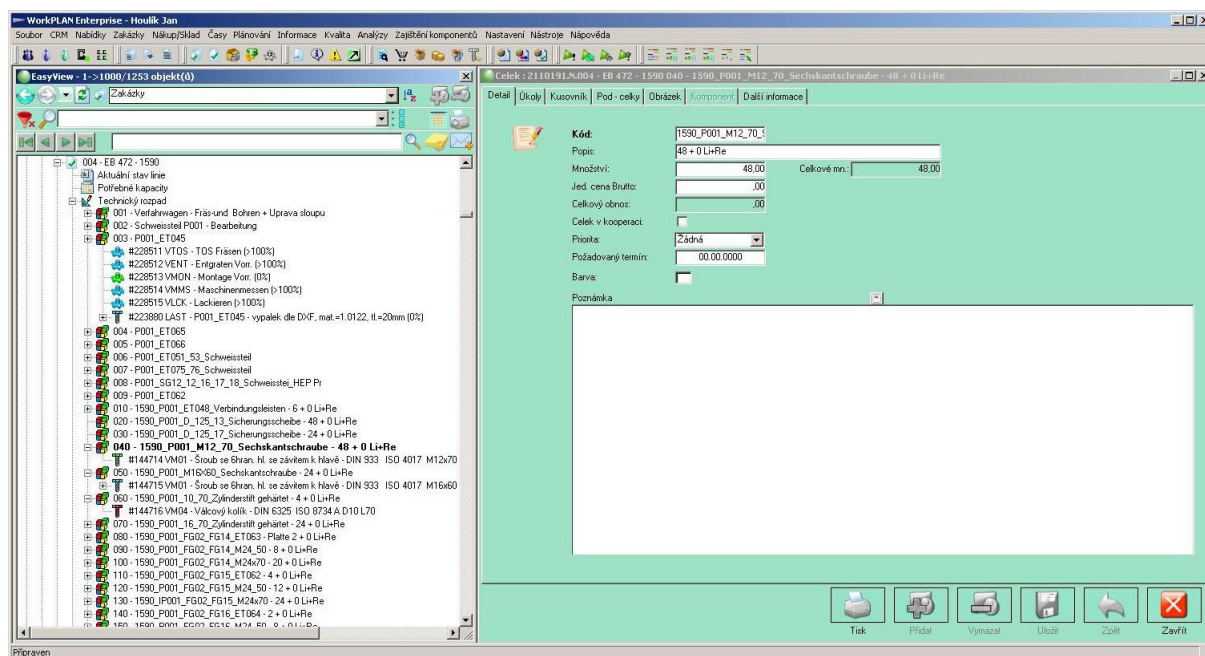 WorkPLAN Enterprise - Houlík Jan
Soubor CRM Nabídky Zakázky Nákup/Sklad Časy Plánování Informace Kvalita Analýzy Zajištění komponentů Nastavení Nástroje Nápověda
EasyView - 1->1000/1253 objekt(ů)
Zakázky
004 - EB 472 - 1590
Aktuální stav linie
Potřebné kapacity
Technický rozpad
001 - Verfahrwagen - Fräs-und Bohren + Uprava sloupu
002 - Schweissteil P001 - Bearbeitung
003 - P001_ET045
#228511 VTOS - TOS Fräsen (>100%)
#228512 VENT - Entgraten Vorr. (>100%)
#228513 VMON - Montage Vorr. (0%)
#228514 VMMS - Maschinenmessen (>100%)
#228515 VLCK - Lackieren (>100%)
#223880 LAST - P001_ET045 - vypalek dle DXF, mat.=1.0122, tl.=20mm (0%)
004 - P001_ET065
005 - P001_ET066
006 - P001_ET051_53_Schweissteil
007 - P001_ET075_76_Schweissteil
008 - P001_SG12_12_16_17_18_Schweisstei_HEP Pr
009 - P001_ET062
010 - 1590_P001_ET048_Verbindungsleisten - 6 + 0 Li+Re
020 - 1590_P001_D_125_13_Sicherungsscheibe - 48 + 0 Li+Re
030 - 1590_P001_D_125_17_Sicherungsscheibe - 24 + 0 Li+Re
040 - 1590_P001_M12_70_Sechskantschraube - 48 + 0 Li+Re
#144714 VM01 - Šroub se 6hran. hl. se závitem k hlavě - DIN 933 ISO 4017 M12x70
050 - 1590_P001_M16X60_Sechskantschraube - 24 + 0 Li+Re
#144715 VM01 - Šroub se 6hran. hl. se závitem k hlavě - DIN 933 ISO 4017 M16x60
060 - 1590_P001_10_70_Zylinderstift gehärtet - 4 + 0 Li+Re
#144716 VM04 - Válcový kolík - DIN 6325 ISO 8734 A D10 L70
070 - 1590_P001_16_70_Zylinderstift gehärtet - 24 + 0 Li+Re
080 - 1590_P001_FG02_FG14_ET063 - Platte 2 + 0 Li+Re
090 - 1590_P001_FG02_FG14_M24_50 - 8 + 0 Li+Re
100 - 1590_P001_FG02_FG14_M24x70 - 20 + 0 Li+Re
110 - 1590_P001_FG02_FG15_ET062 - 4 + 0 Li+Re
120 - 1590_P001_FG02_FG15_M24_50 - 12 + 0 Li+Re
130 - 1590_IP001_FG02_FG15_M24x70 - 24 + 0 Li+Re
140 - 1590_P001_FG02_FG16_ET064 - 2 + 0 Li+Re
150 - 1590_P001_FG02_FG16_M24_50 - 8 + 0 Li+Re
Celek : 2110191.N.004 - EB 472 - 1590 040 - 1590_P001_M12_70_Sechskantschraube - 48 + 0 Li+Re
Detail Úkoly Kusovník Pod - celky Obrázek Komponent Další informace
Kód: 1590_P001_M12_70_S
Popis: 48 + 0 Li+Re
Množství: 48,00 Celkové mn.: 48,00
Jed. cena Brutto: ,00
Celkový obnos: ,00
Celek v kooperaci:
Priorita: Žádná
Požadovaný termín: 00.00.0000
Barva:
Poznámka
Tisk Přidat Vymazat Uložit Zpět Zavřít
Připraven